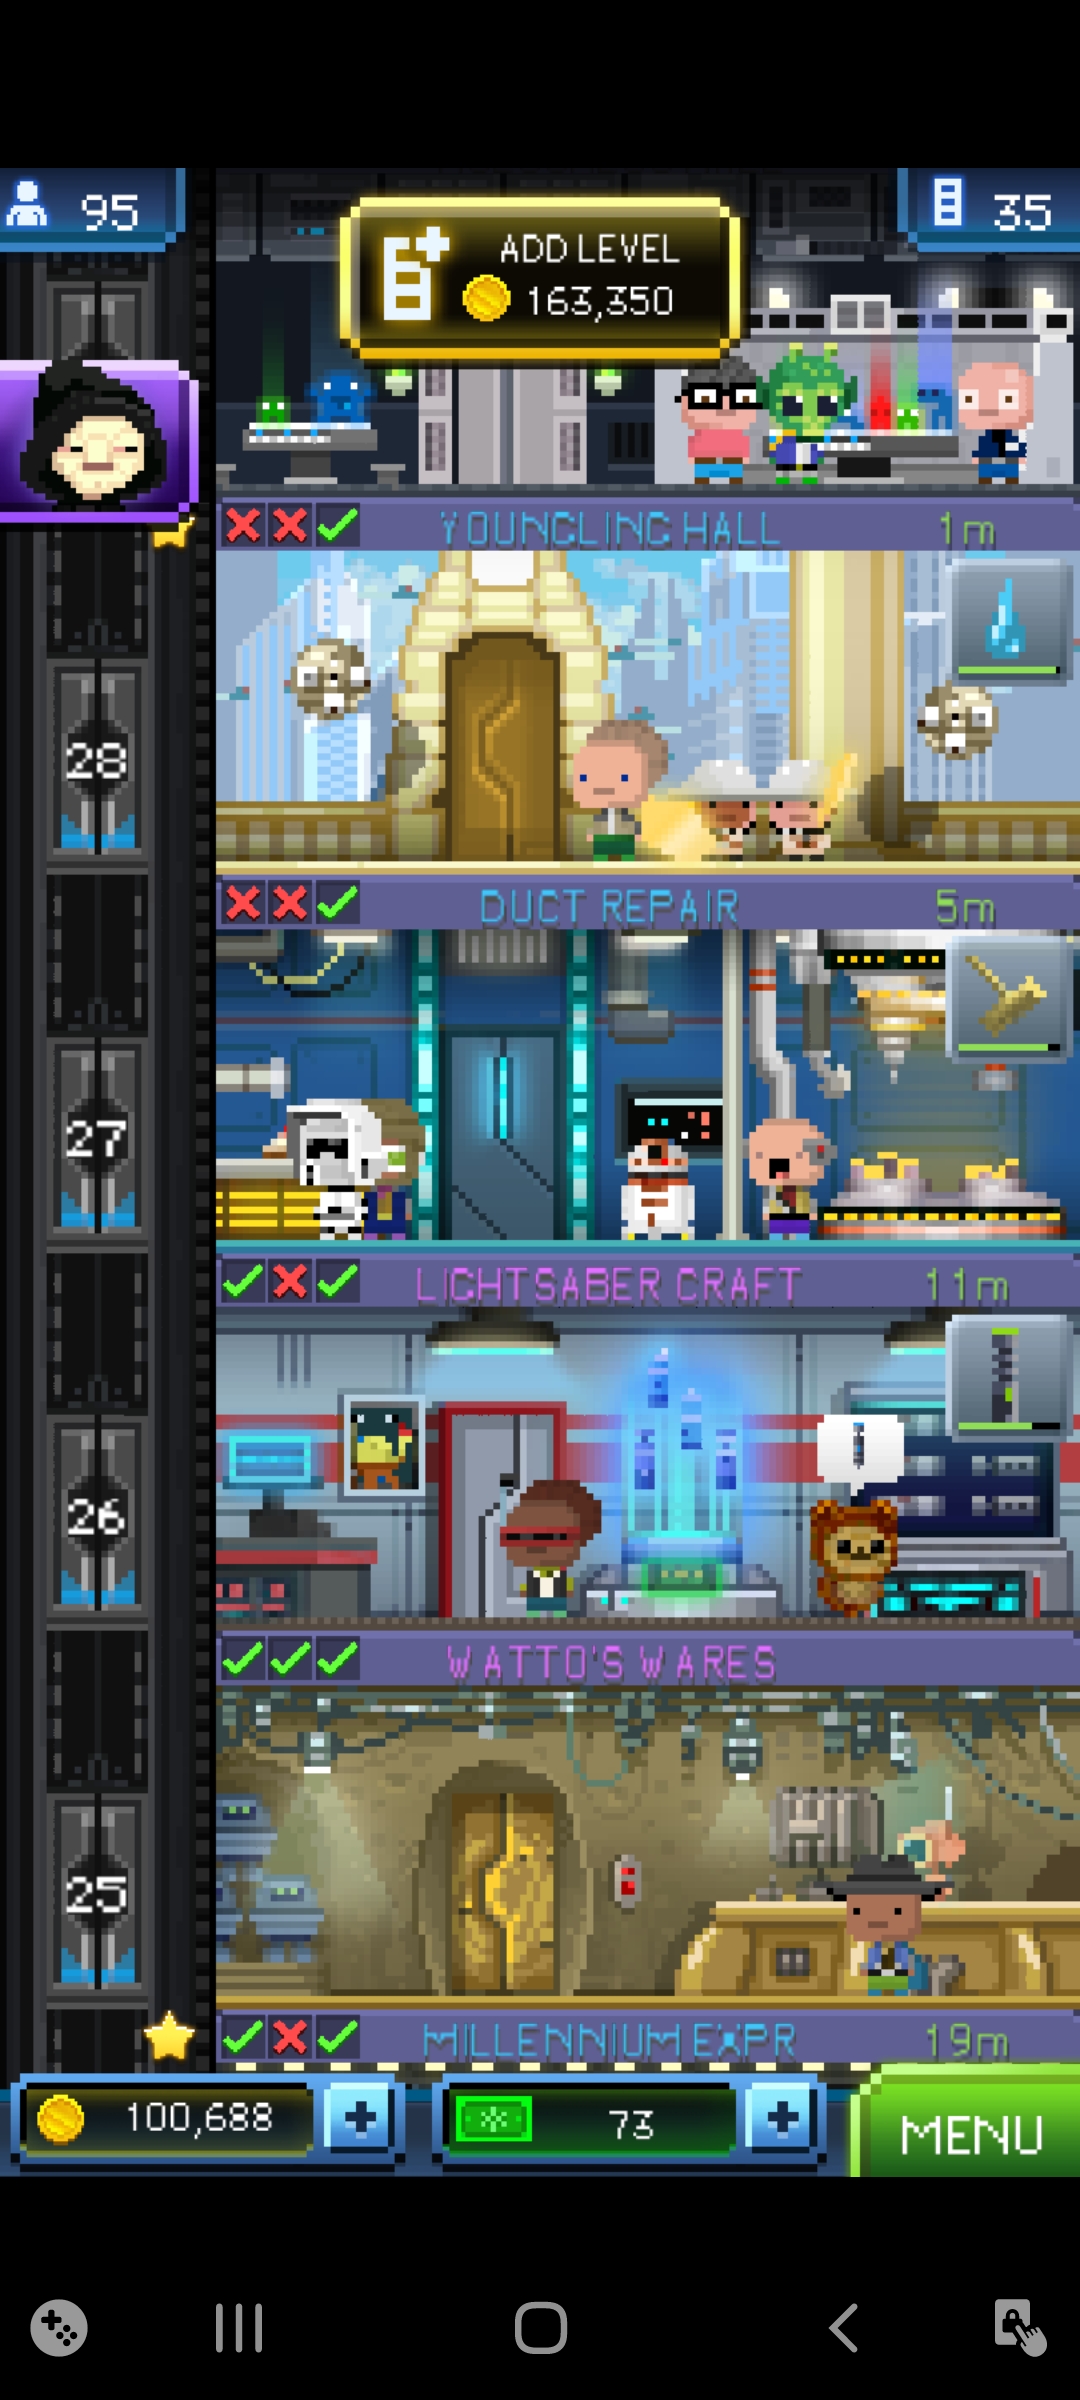 95
ADD LEVEL
163,350
35
YOUNGLING HALL 1m
28
DUCT REPAIR 5m
27
LIGHTSABER CRAFT 11m
26
WATTO'S WARES
25
MILLENNIUM EXPR 19m
100,688
73
MENU